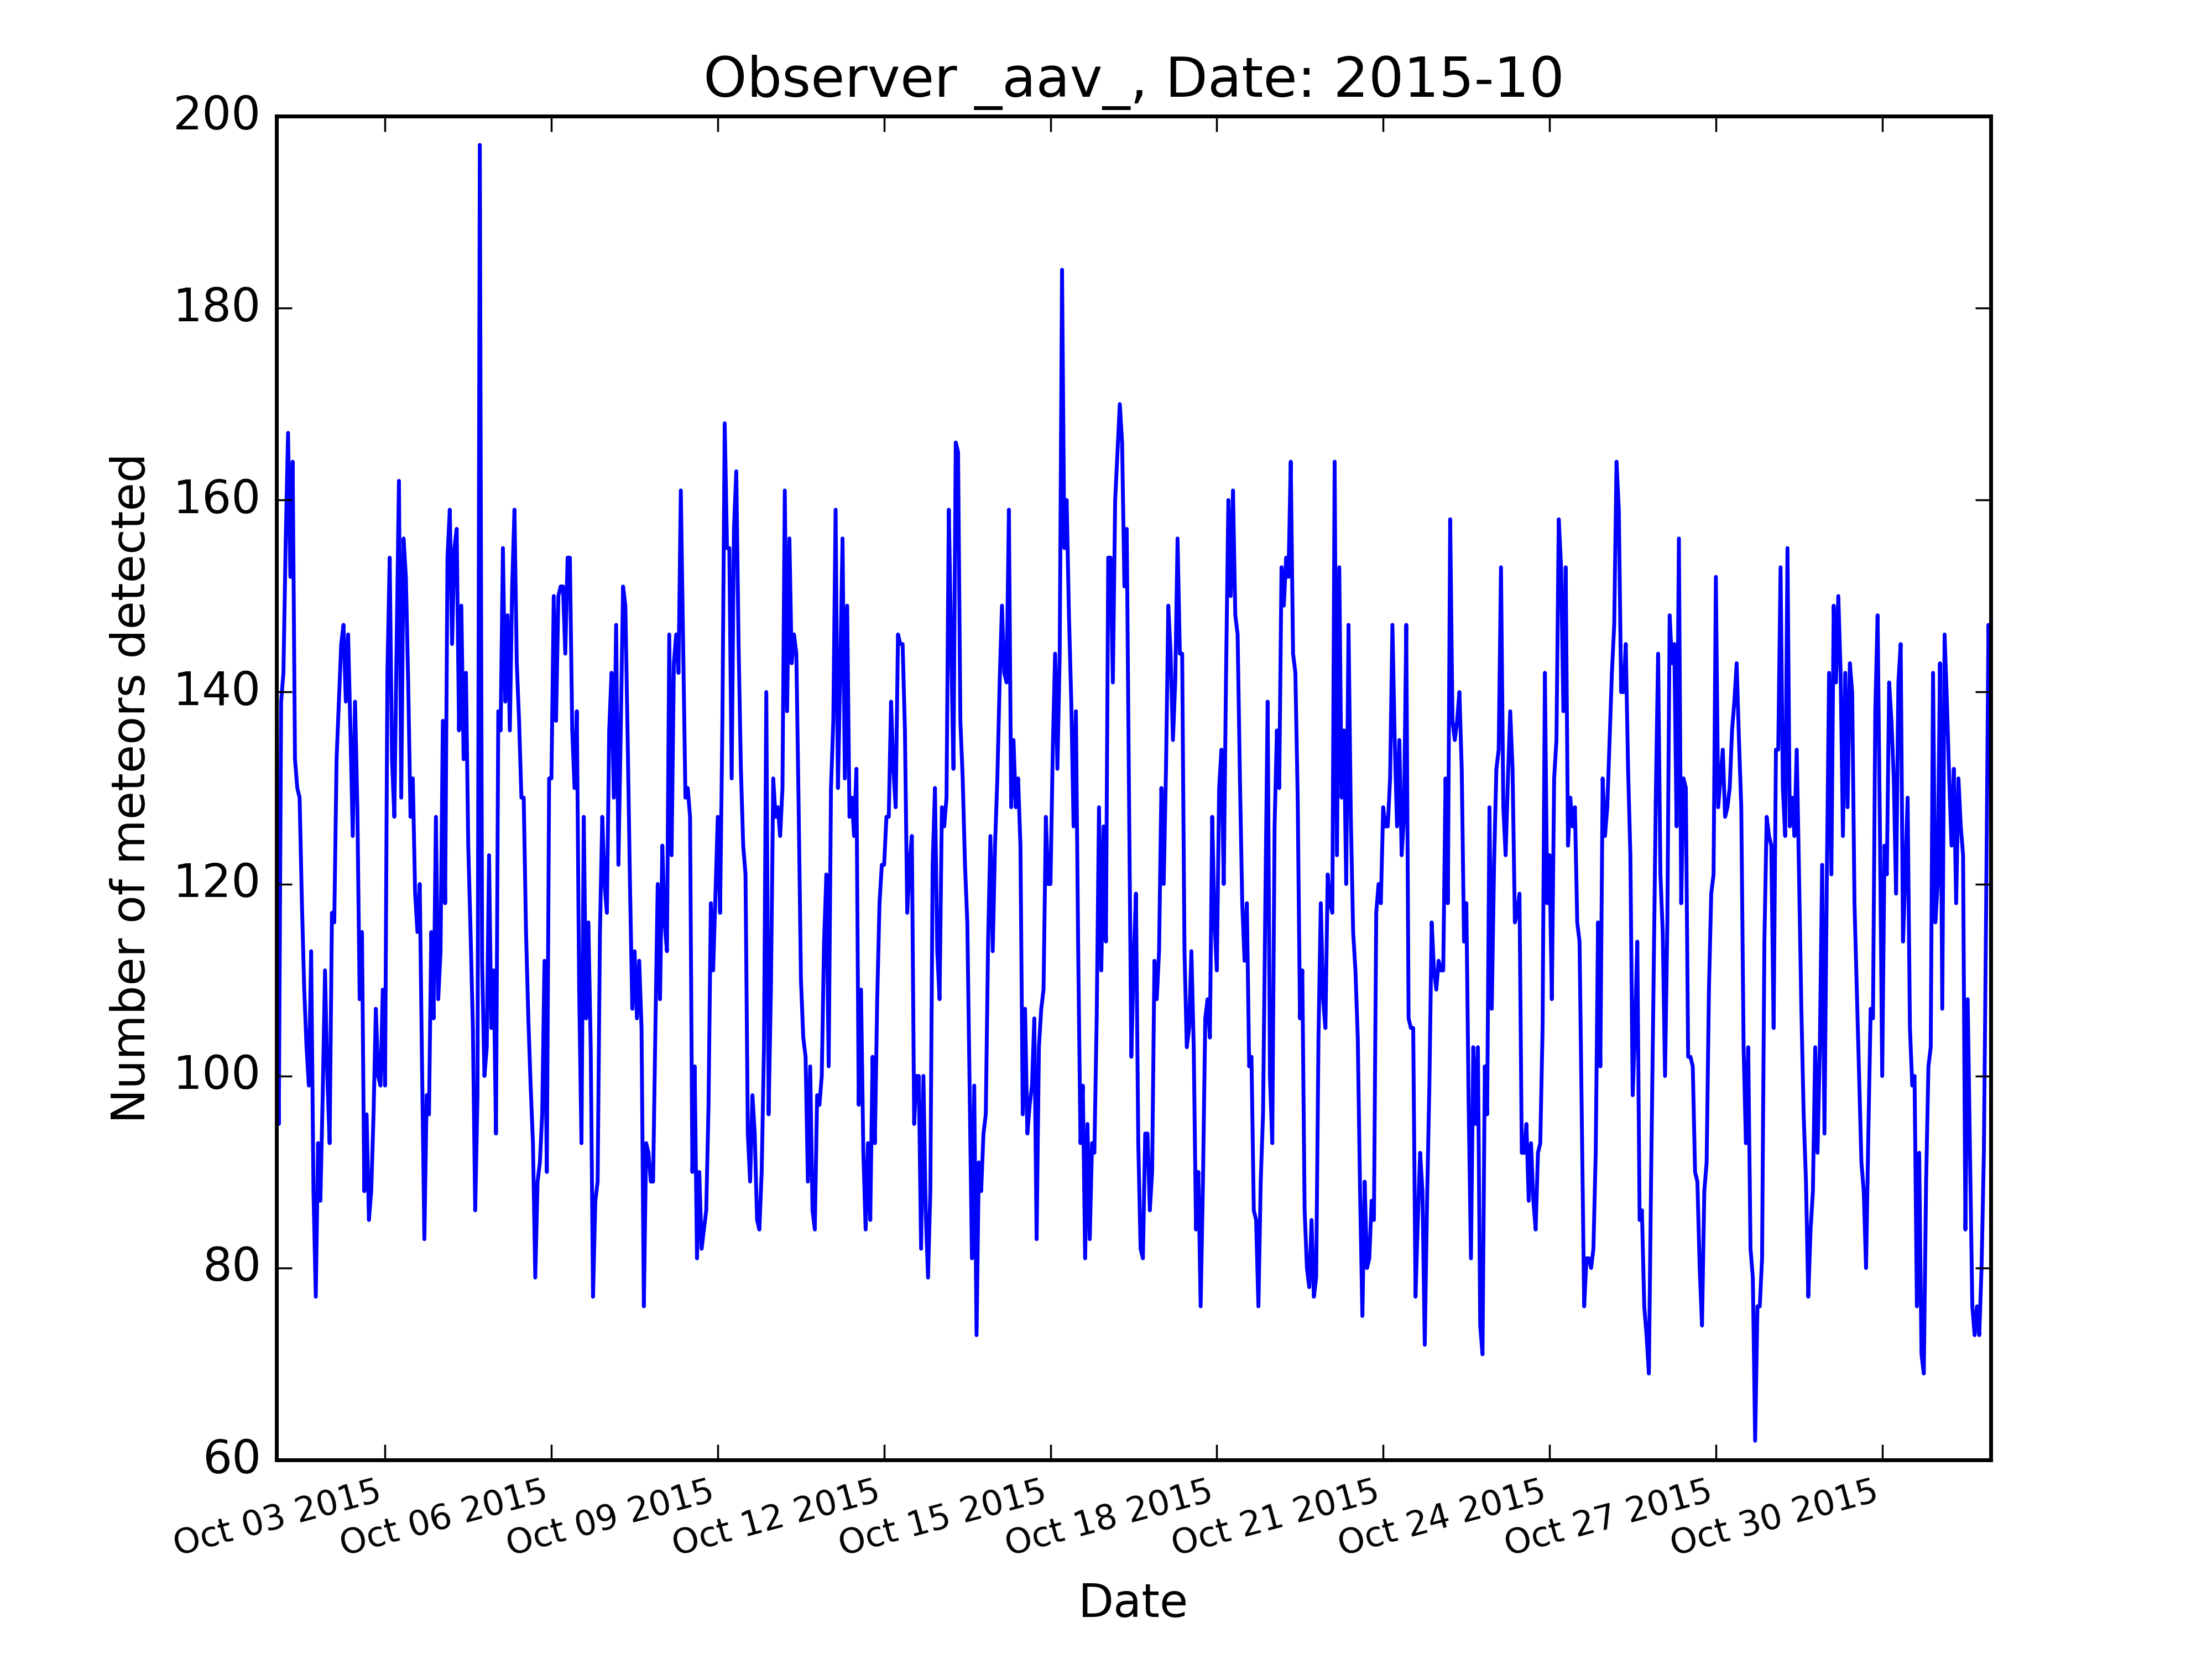 Observer _aav_, Date: 2015-10
200
180
160
140
120
100
80
60
Number of meteors detected
Oct 03 2015
Oct 06 2015
Oct 09 2015
Oct 12 2015
Oct 15 2015
Oct 18 2015
Oct 21 2015
Oct 24 2015
Oct 27 2015
Oct 30 2015
Date